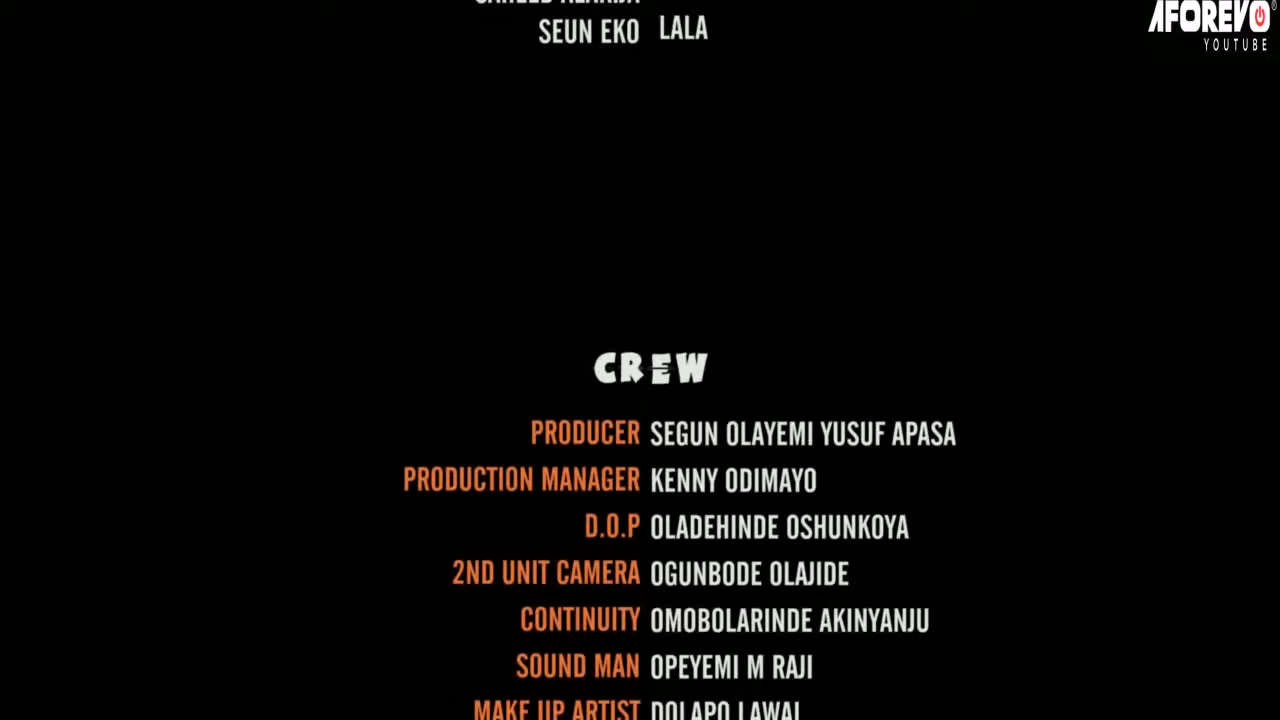 AFOREVO
YOUTUBE
SEUN EKO LALA
CREW
PRODUCER SEGUN OLAYEMI YUSUF APASA
PRODUCTION MANAGER KENNY ODIMAYO
D.O.P OLADEHINDE OSHUNKOYA
2ND UNIT CAMERA OGUNBODE OLAJIDE
CONTINUITY OMOBOLARINDE AKINYANJU
SOUND MAN OPEYEMI M RAJI
MAKE UP ARTIST DOLAPO LAWAL